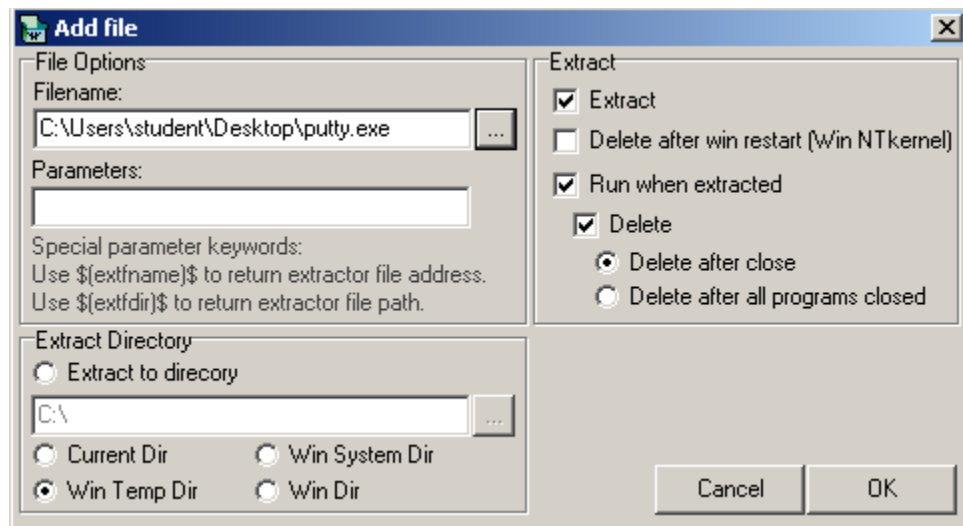 Add file
File Options
Filename:
C:\Users\student\Desktop\putty.exe
...
Parameters:
Special parameter keywords:
Use $(extfname)$ to return extractor file address.
Use $(extfdir)$ to return extractor file path.
Extract
Extract
Delete after win restart (Win NTkernel)
Run when extracted
Delete
Delete after close
Delete after all programs closed
Extract Directory
Extract to direcory
C:\
...
Current Dir
Win System Dir
Win Temp Dir
Win Dir
Cancel
OK